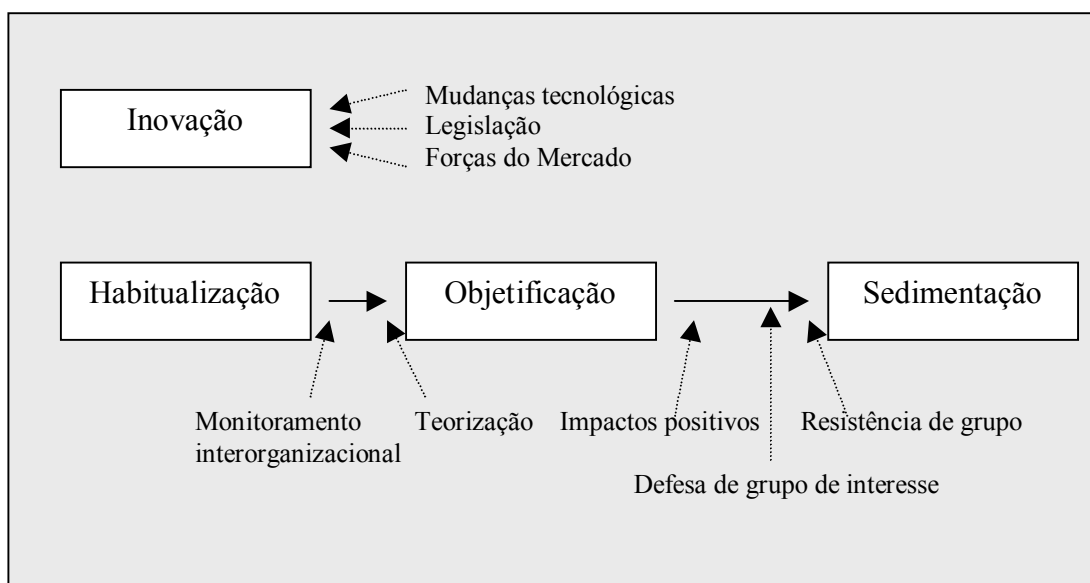 Inovação
Mudanças tecnológicas
Legislação
Forças do Mercado
Habitualização
Objetificação
Sedimentação
Monitoramento
interorganizacional
Teorização
Impactos positivos
Resistência de grupo
Defesa de grupo de interesse